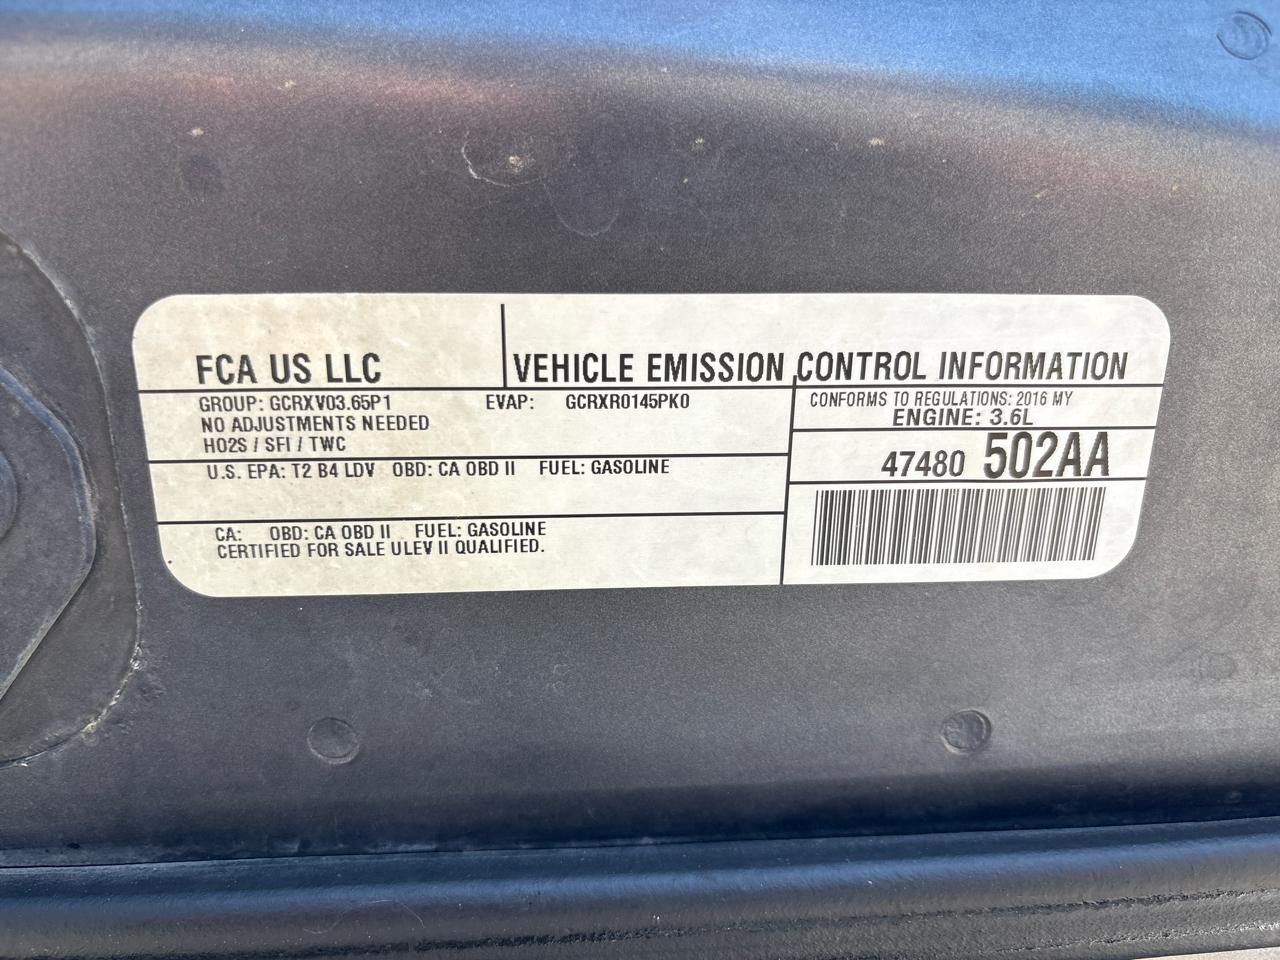 FCA US LLC
VEHICLE EMISSION CONTROL INFORMATION
GROUP: GCRXV03.65P1 EVAP: GCRXR0145PK0
NO ADJUSTMENTS NEEDED
HO2S / SFI / TWC
U.S. EPA: T2 B4 LDV OBD: CA OBD II FUEL: GASOLINE
CA: OBD: CA OBD II FUEL: GASOLINE
CERTIFIED FOR SALE ULEV II QUALIFIED.
CONFORMS TO REGULATIONS: 2016 MY
ENGINE: 3.6L
47480 502AA